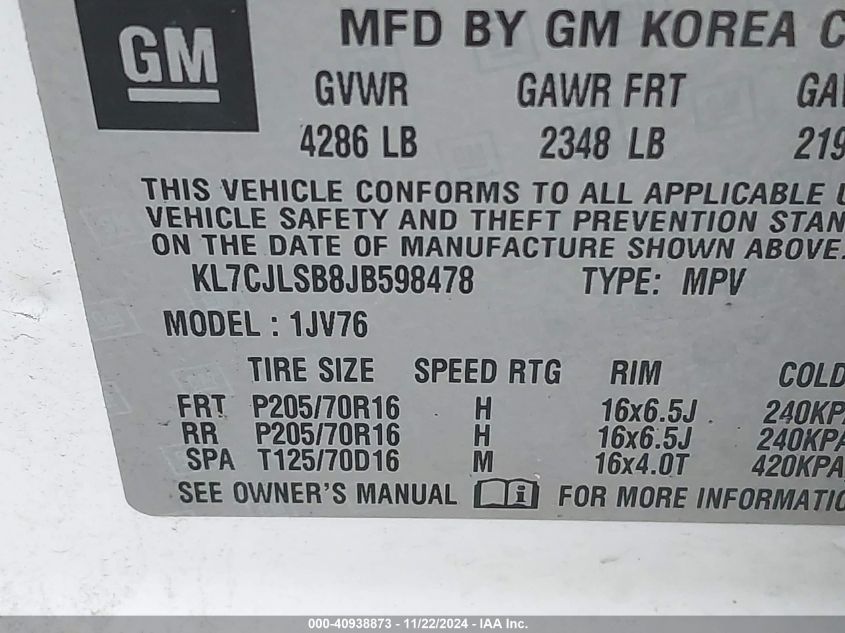 GM MFD BY GM KOREA C
GVWR GAWR FRT GA
4286 LB 2348 LB 219
THIS VEHICLE CONFORMS TO ALL APPLICABLE U
VEHICLE SAFETY AND THEFT PREVENTION STAN
ON THE DATE OF MANUFACTURE SHOWN ABOVE.
KL7CJLSB8JB598478 TYPE: MPV
MODEL : 1JV76
TIRE SIZE SPEED RTG RIM COLD
FRT P205/70R16 H 16x6.5J 240KPA
RR P205/70R16 H 16x6.5J 240KPA
SPA T125/70D16 M 16x4.0T 420KPA
SEE OWNER'S MANUAL FOR MORE INFORMATIO
000-40938873 - 11/22/2024 - IAA Inc.